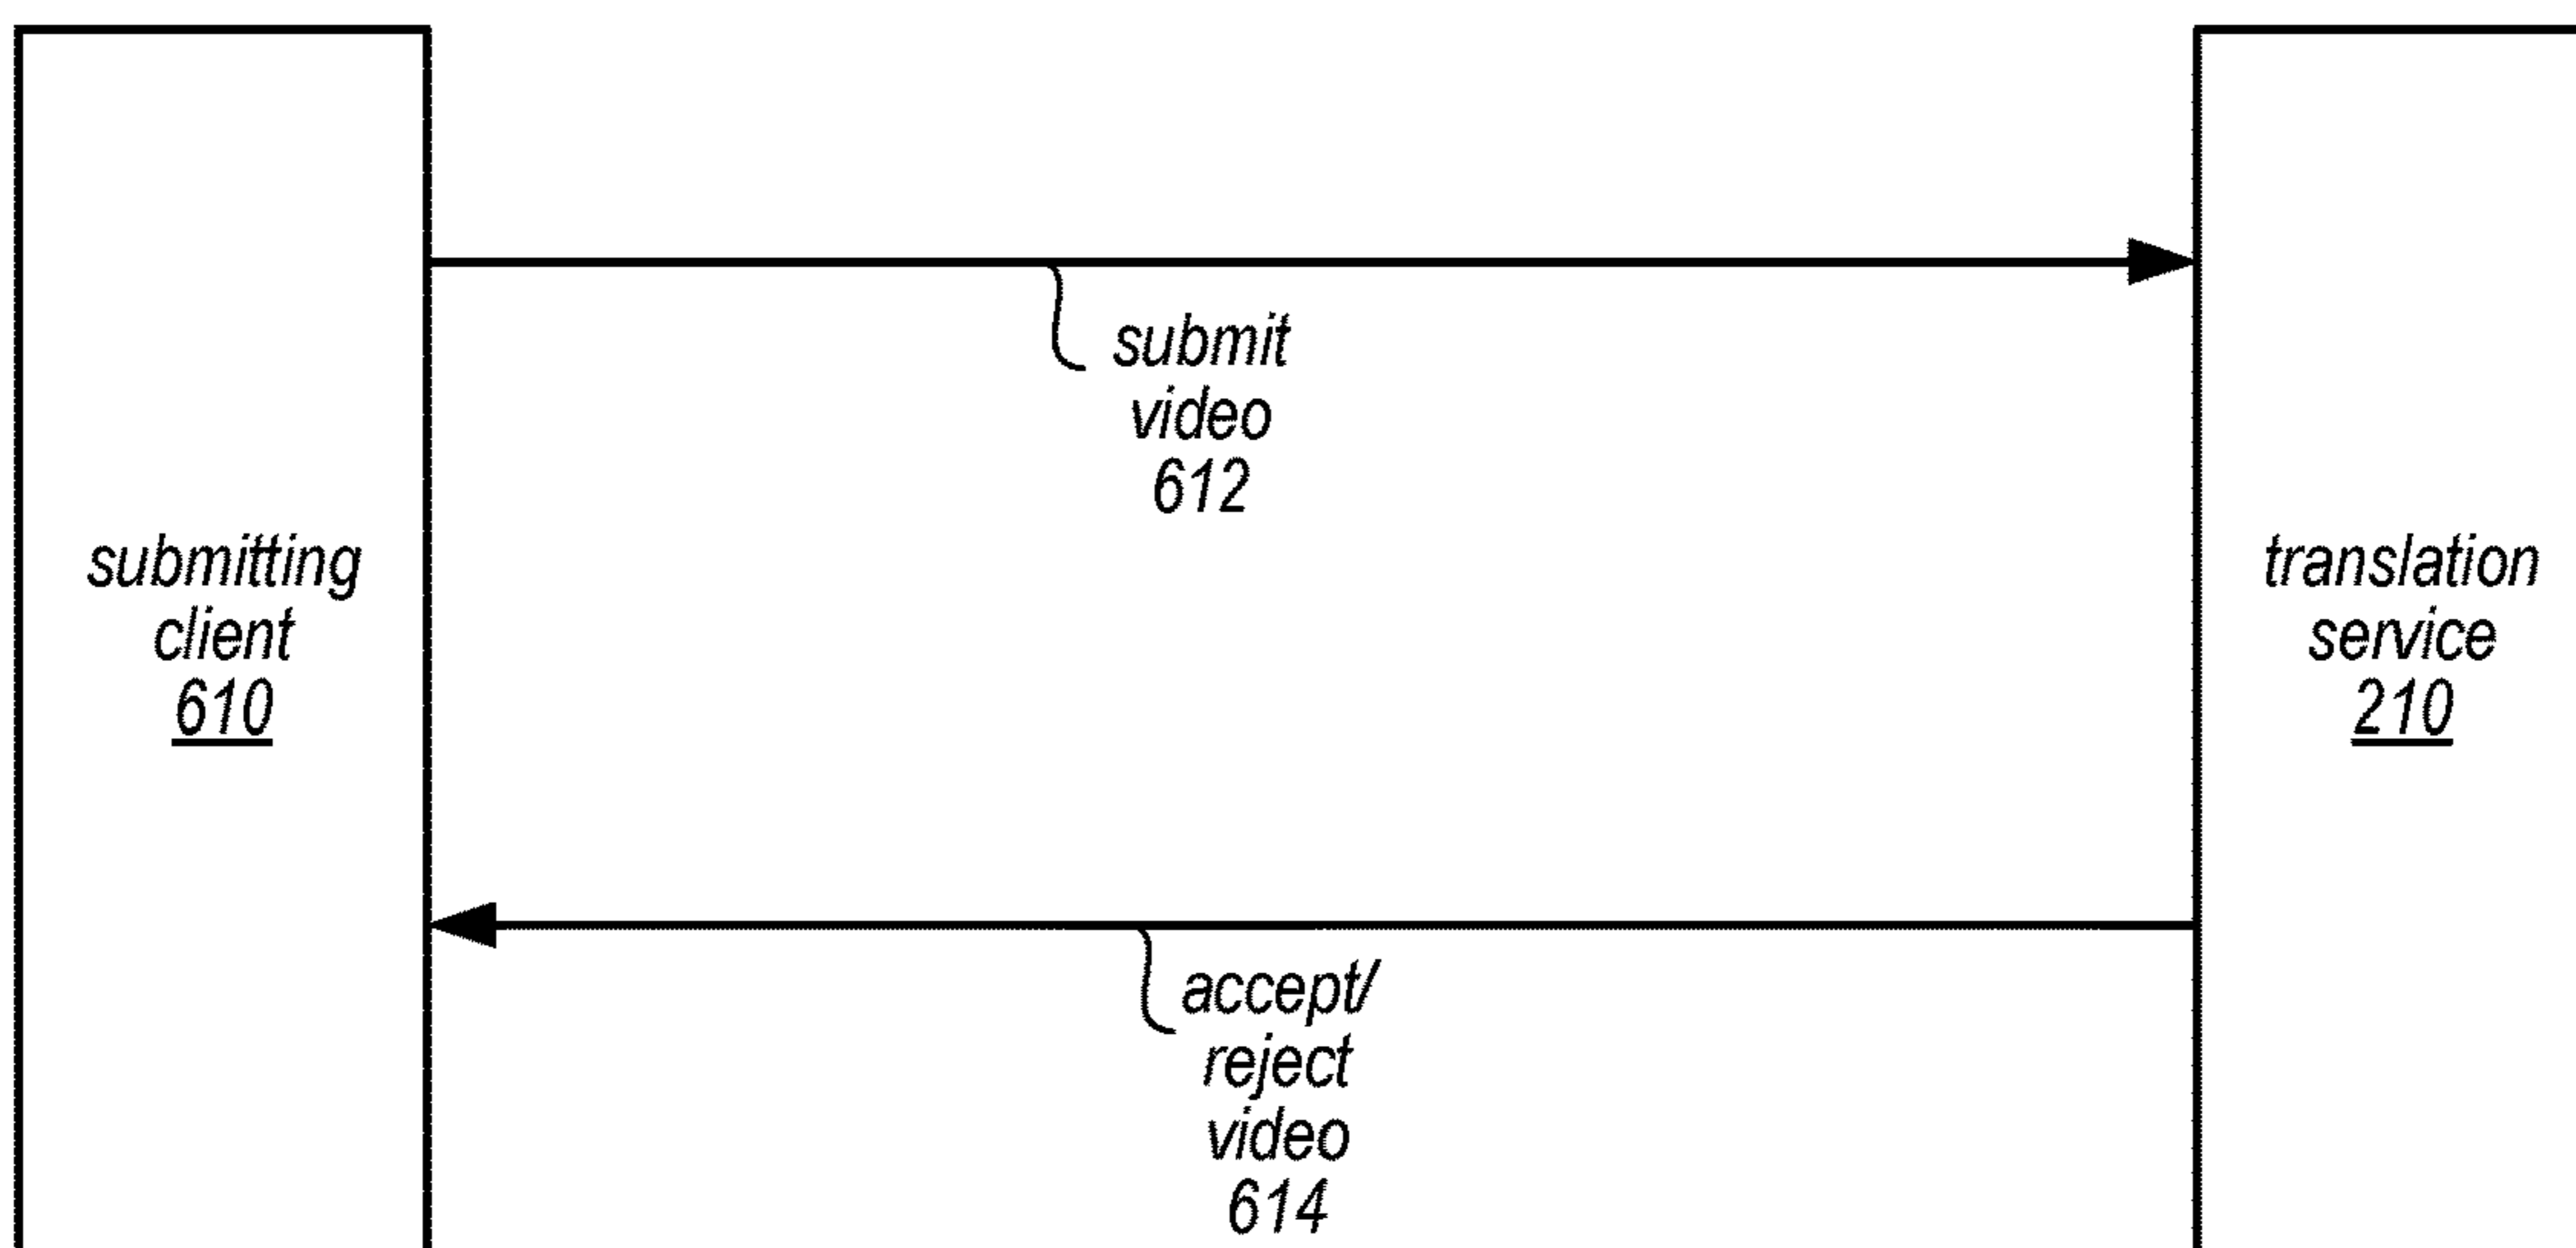 submit
video
612
submitting
client
610
translation
service
210
accept/
reject
video
614